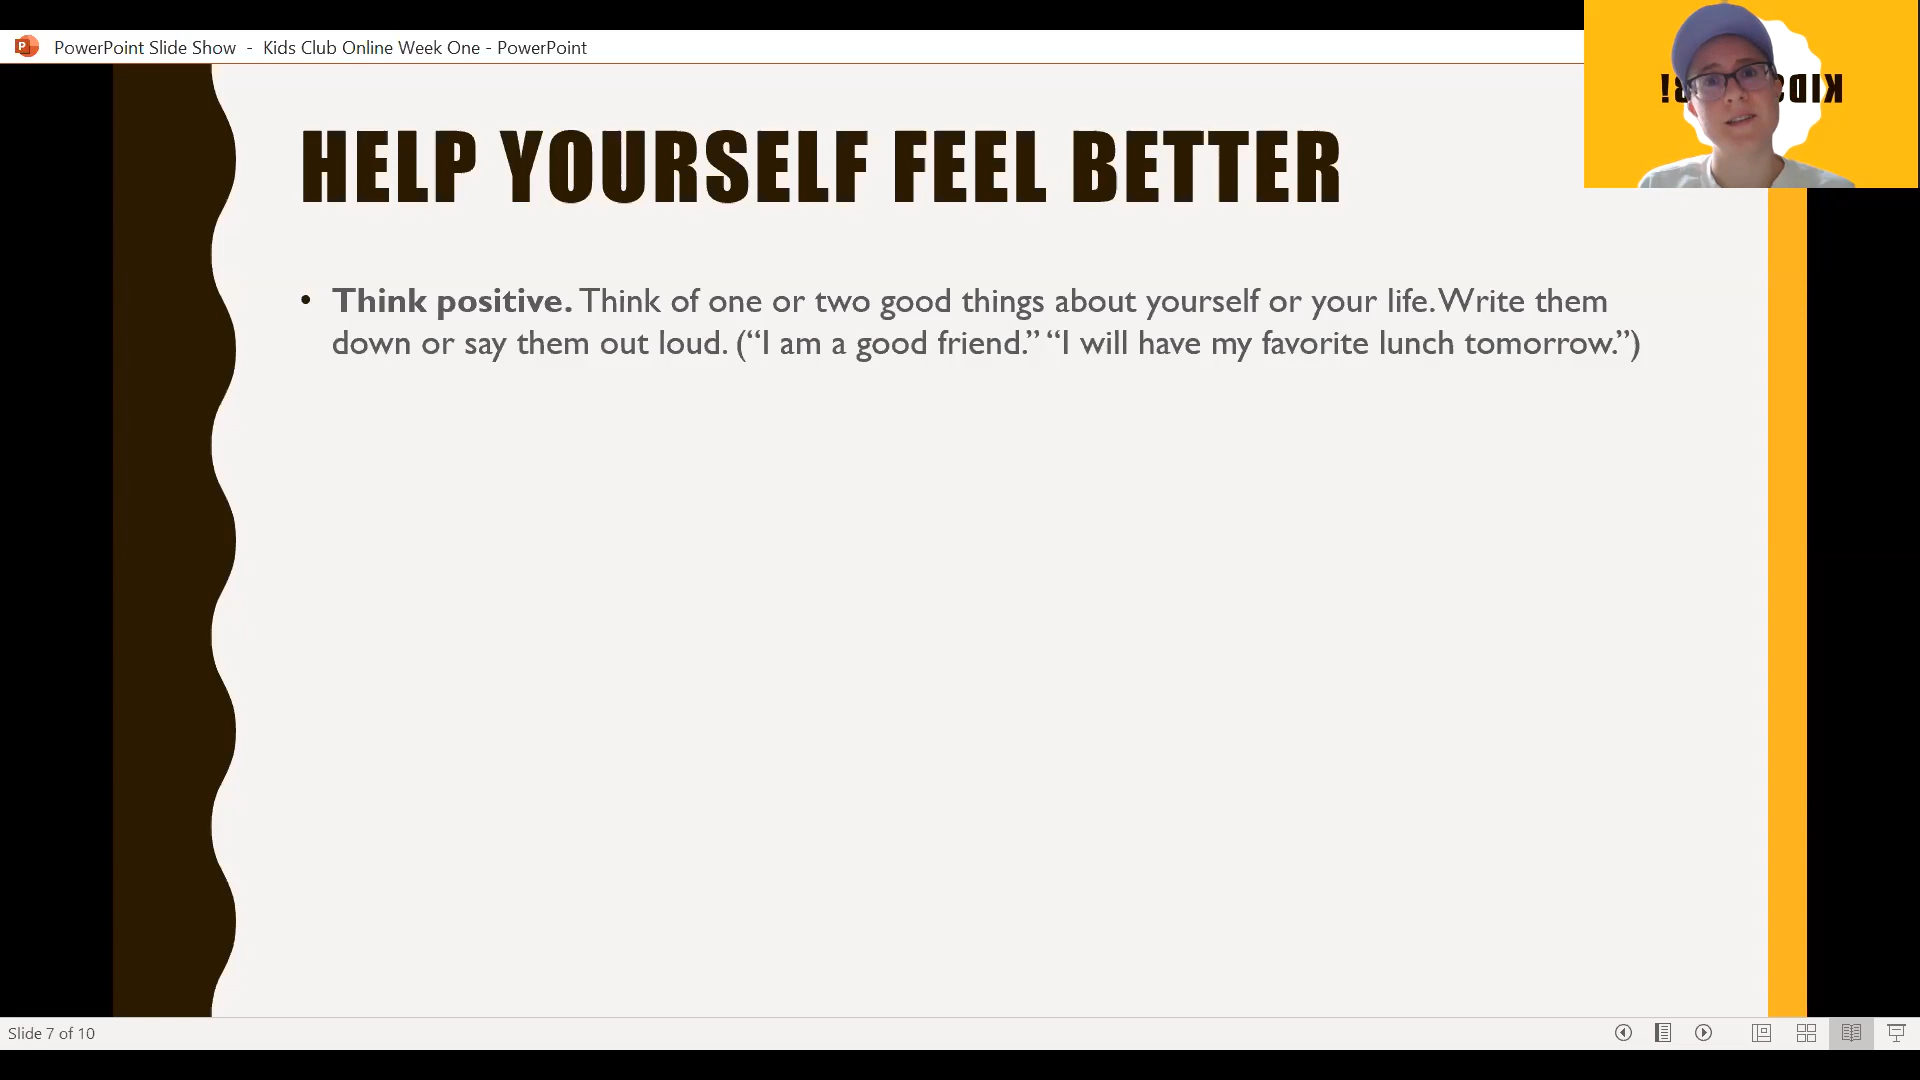 PowerPoint Slide Show - Kids Club Online Week One - PowerPoint
HELP YOURSELF FEEL BETTER
• Think positive. Think of one or two good things about yourself or your life. Write them
down or say them out loud. (“I am a good friend.” “I will have my favorite lunch tomorrow.”)
Slide 7 of 10